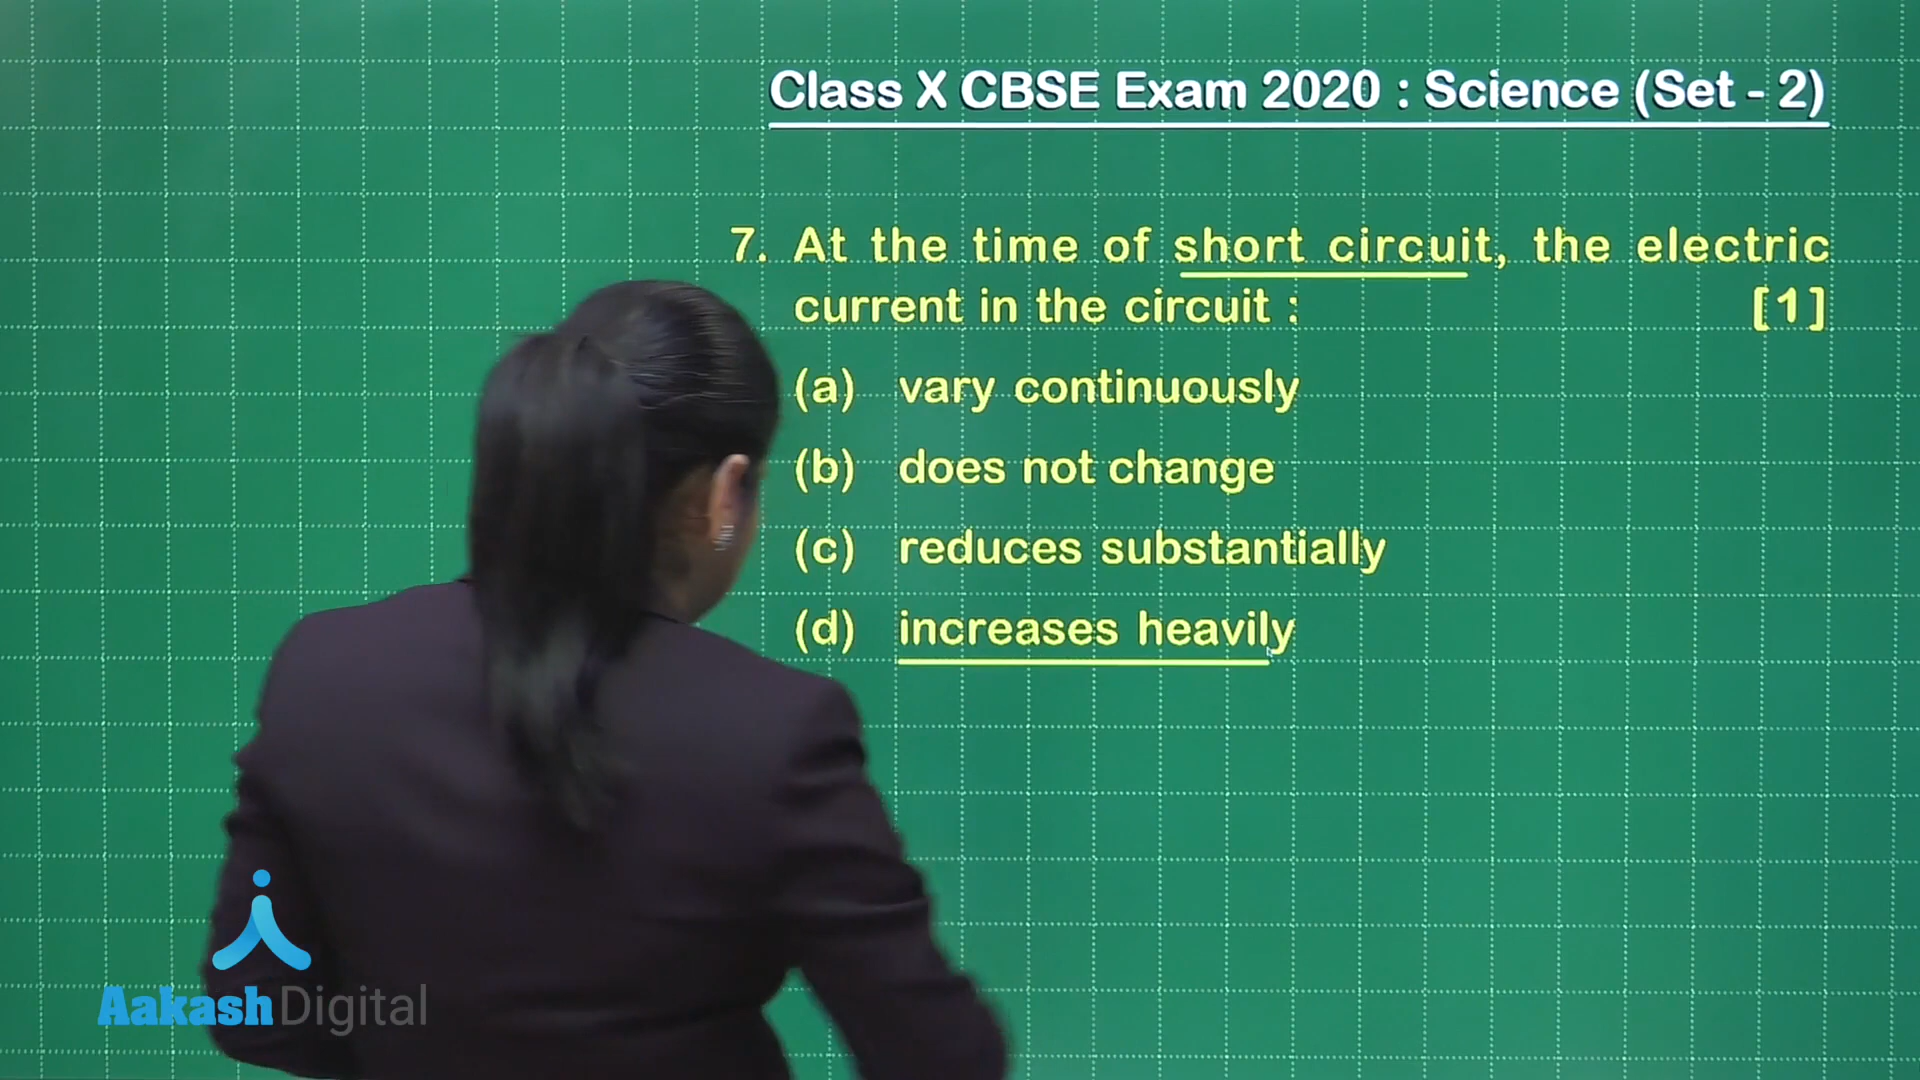 Class X CBSE Exam 2020 : Science (Set - 2)
7. At the time of short circuit, the electric
current in the circuit : [1]
(a) vary continuously
(b) does not change
(c) reduces substantially
(d) increases heavily
Aakash Digital